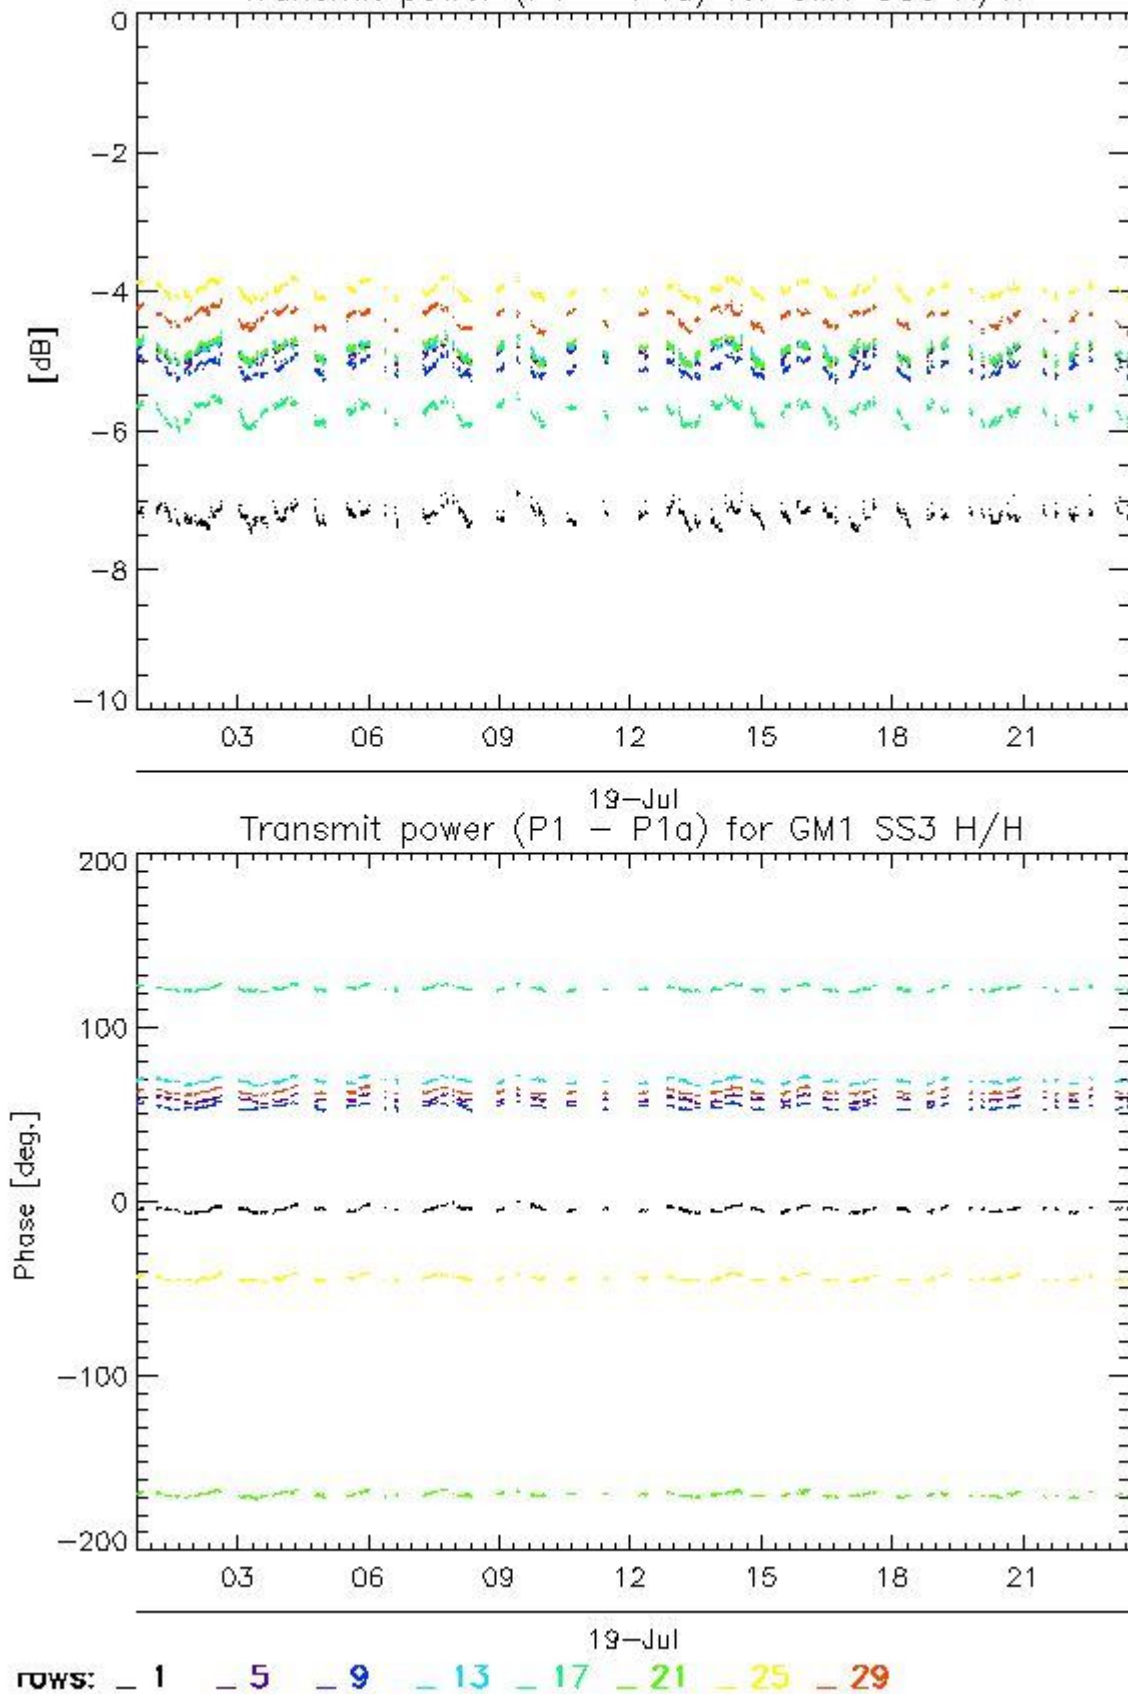 0
−2
−4
[dB]
−6
−8
−10
03 06 09 12 15 18 21
19−Jul
Transmit power (P1 − P1a) for GM1 SS3 H/H
200
100
Phase [deg.]
0
−100
−200
03 06 09 12 15 18 21
19−Jul
rows: _ 1 _ 5 _ 9 _ 13 _ 17 _ 21 _ 25 _ 29